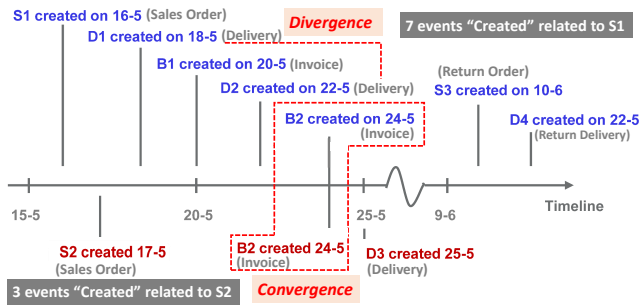 S1 created on 16-5 (Sales Order)
Divergence
7 events “Created” related to S1
D1 created on 18-5 (Delivery)
B1 created on 20-5 (Invoice)
D2 created on 22-5 (Delivery)
(Return Order)
S3 created on 10-6
B2 created on 24-5
(Invoice)
D4 created on 22-5
(Return Delivery)
15-5
20-5
25-5
9-6
Timeline
S2 created 17-5
(Sales Order)
B2 created 24-5
(Invoice)
D3 created 25-5
(Delivery)
3 events “Created” related to S2
Convergence